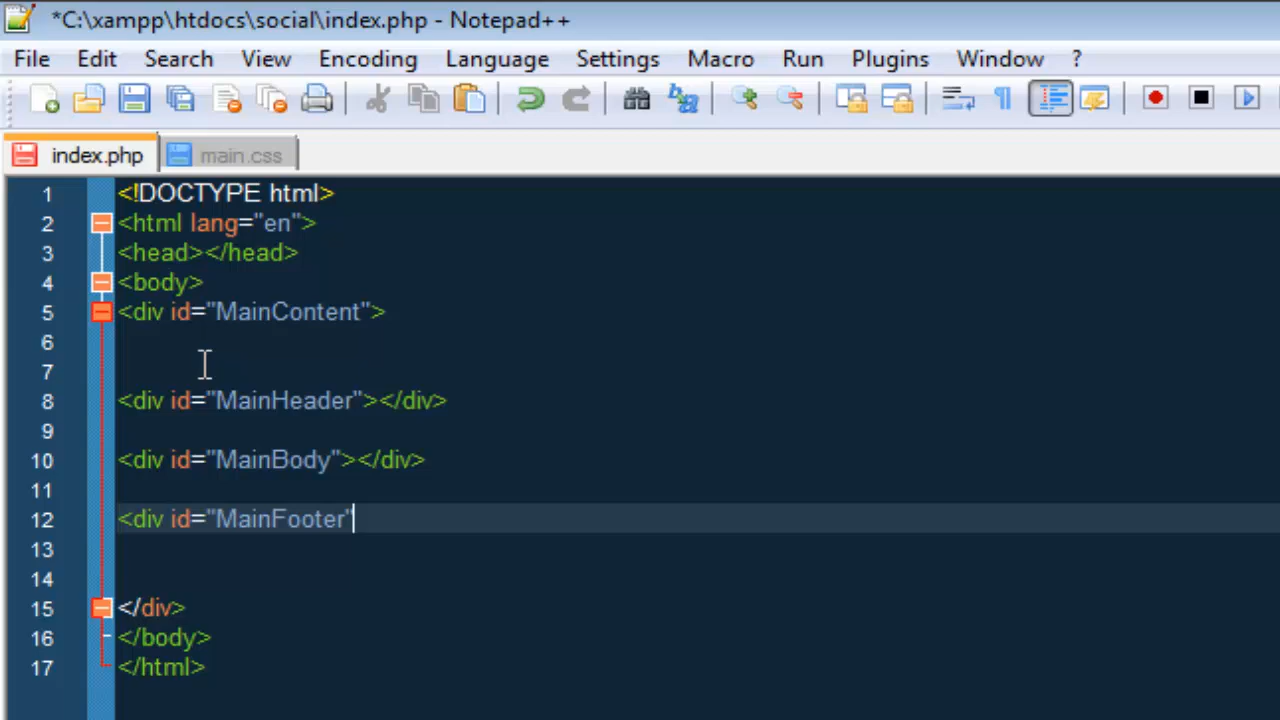 *C:\xampp\htdocs\social\index.php - Notepad++
File Edit Search View Encoding Language Settings Macro Run Plugins Window ?
index.php main.css
1 <!DOCTYPE html>
2 <html lang="en">
3 <head></head>
4 <body>
5 <div id="MainContent">
6
7
8 <div id="MainHeader"></div>
9
10 <div id="MainBody"></div>
11
12 <div id="MainFooter"
13
14
15 </div>
16 </body>
17 </html>